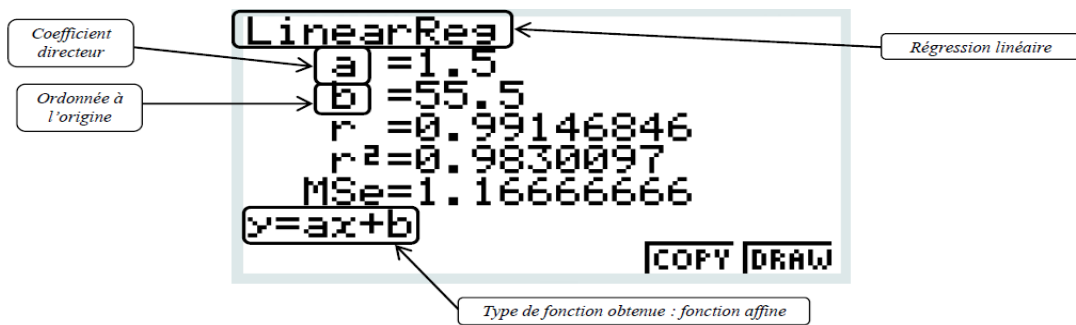 Coefficient
directeur
LinearReg
Régression linéaire
a =1.5
Ordonnée à
l'origine
b =55.5
r =0.99146846
r²=0.9830097
MSe=1.16666666
y=ax+b
COPY DRAW
Type de fonction obtenue : fonction affine